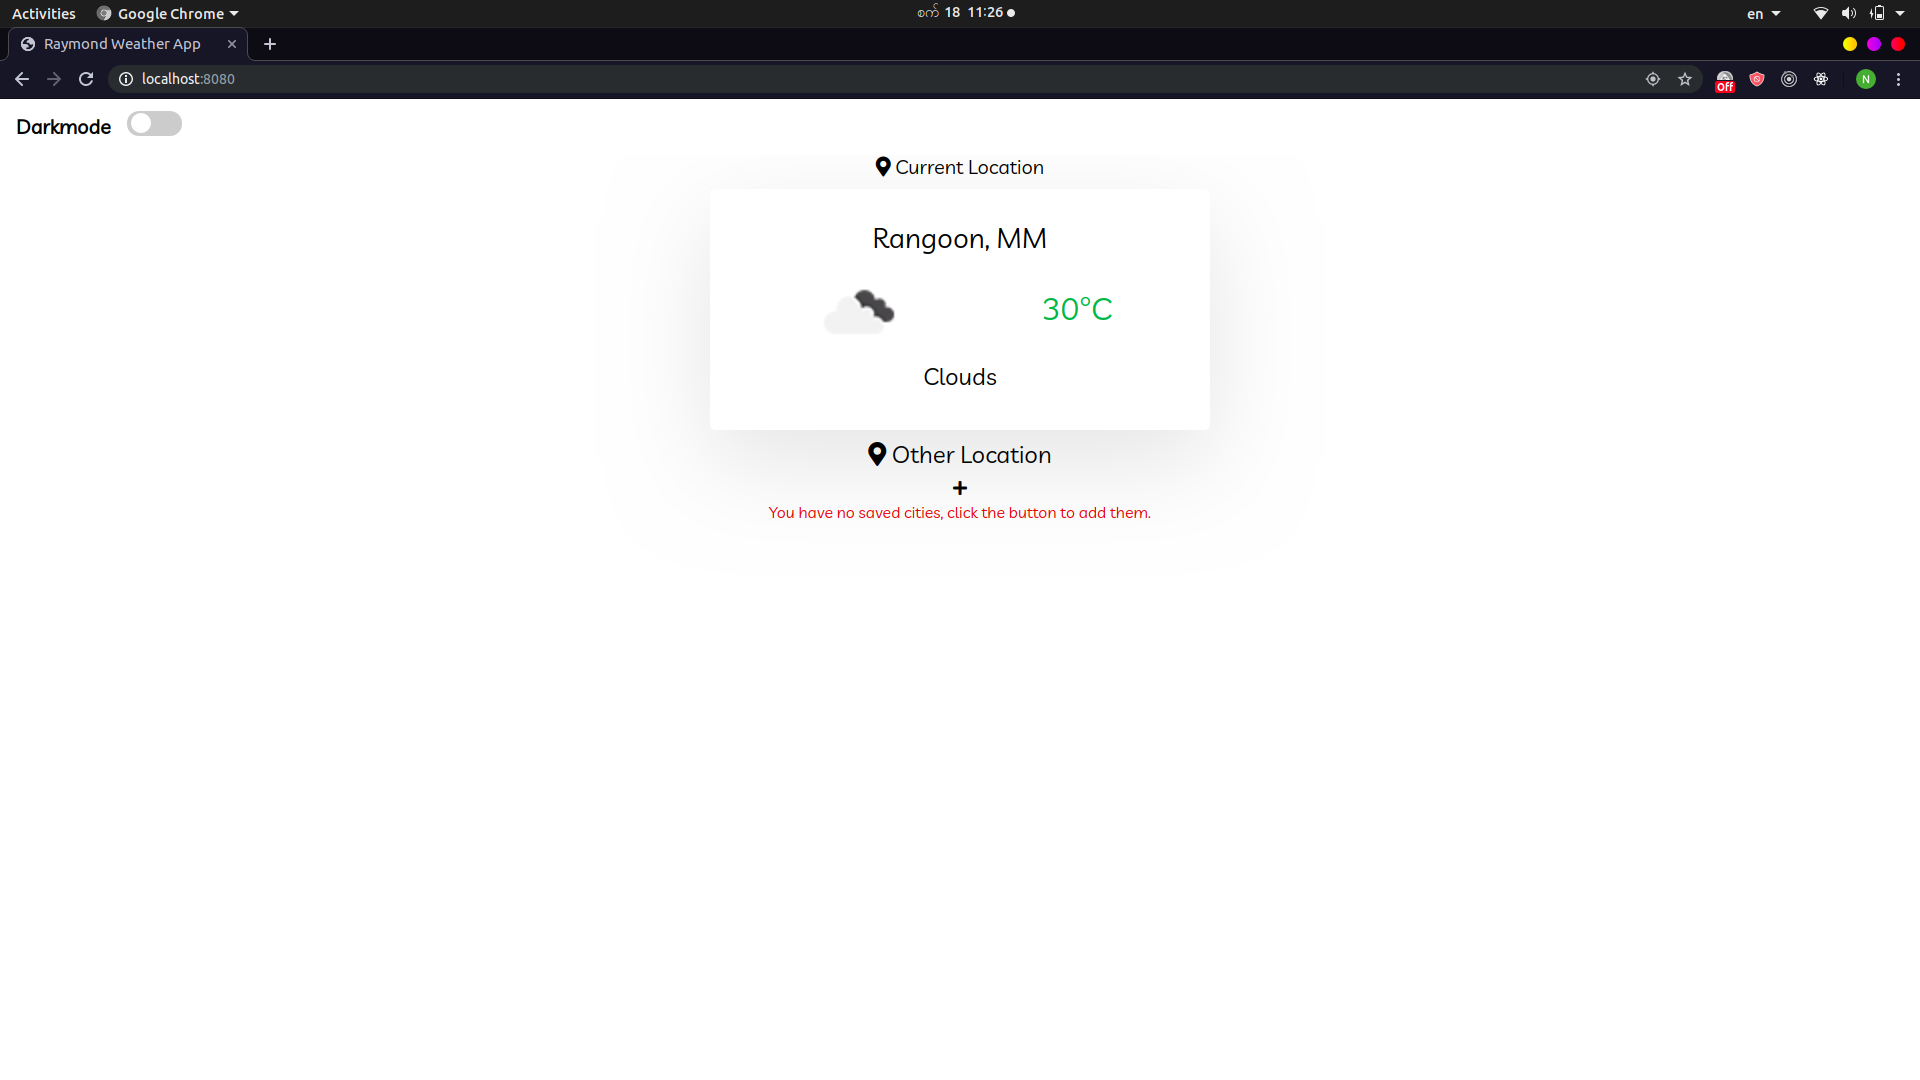 Activities Google Chrome စက် 18 11:26 en
Raymond Weather App
localhost:8080 Off N
Darkmode
Current Location
Rangoon, MM
30°C
Clouds
Other Location
You have no saved cities, click the button to add them.